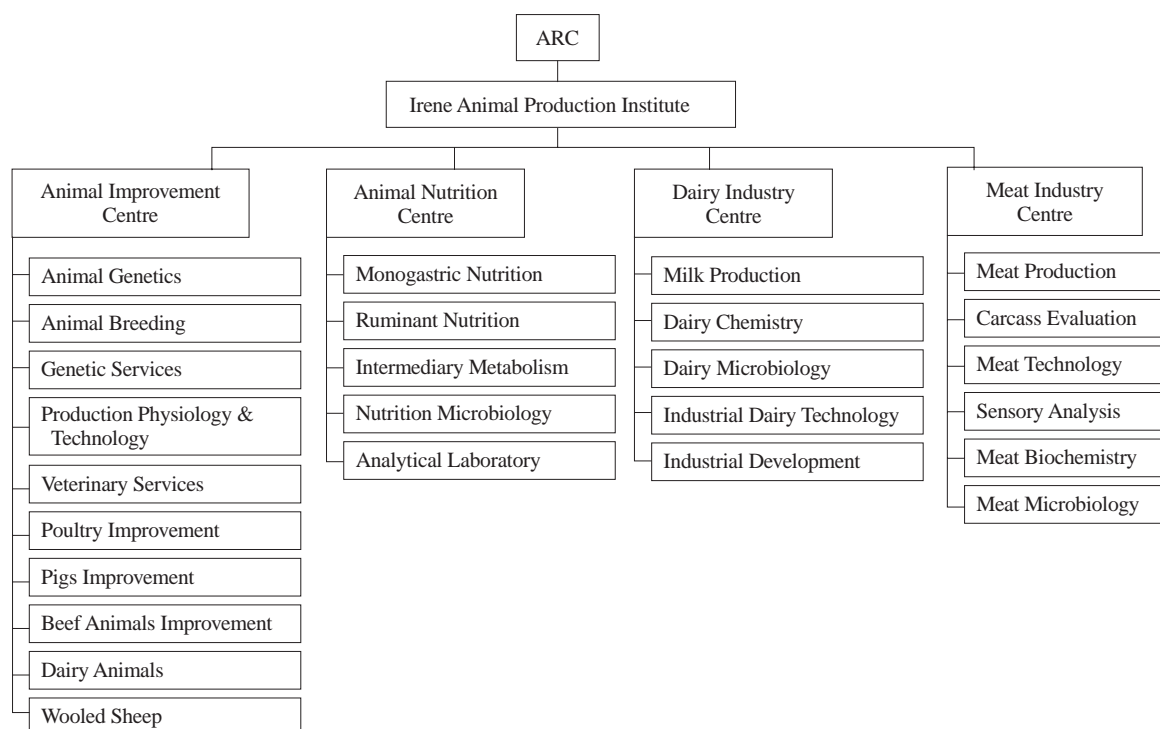 ARC
Irene Animal Production Institute
Animal Improvement
Centre
Animal Genetics
Animal Breeding
Genetic Services
Production Physiology &
Technology
Veterinary Services
Poultry Improvement
Pigs Improvement
Beef Animals Improvement
Dairy Animals
Wooled Sheep
Animal Nutrition
Centre
Monogastric Nutrition
Ruminant Nutrition
Intermediary Metabolism
Nutrition Microbiology
Analytical Laboratory
Dairy Industry
Centre
Milk Production
Dairy Chemistry
Dairy Microbiology
Industrial Dairy Technology
Industrial Development
Meat Industry
Centre
Meat Production
Carcass Evaluation
Meat Technology
Sensory Analysis
Meat Biochemistry
Meat Microbiology